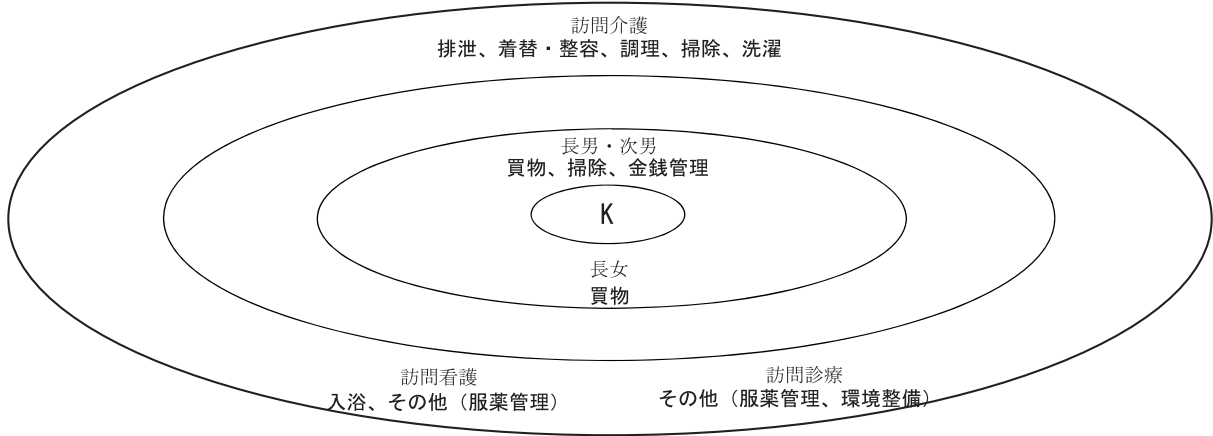 訪問介護
排泄、着替・整容、調理、掃除、洗濯
長男・次男
買物、掃除、金銭管理
K
長女
買物
訪問看護
入浴、その他（服薬管理）
訪問診療
その他（服薬管理、環境整備）